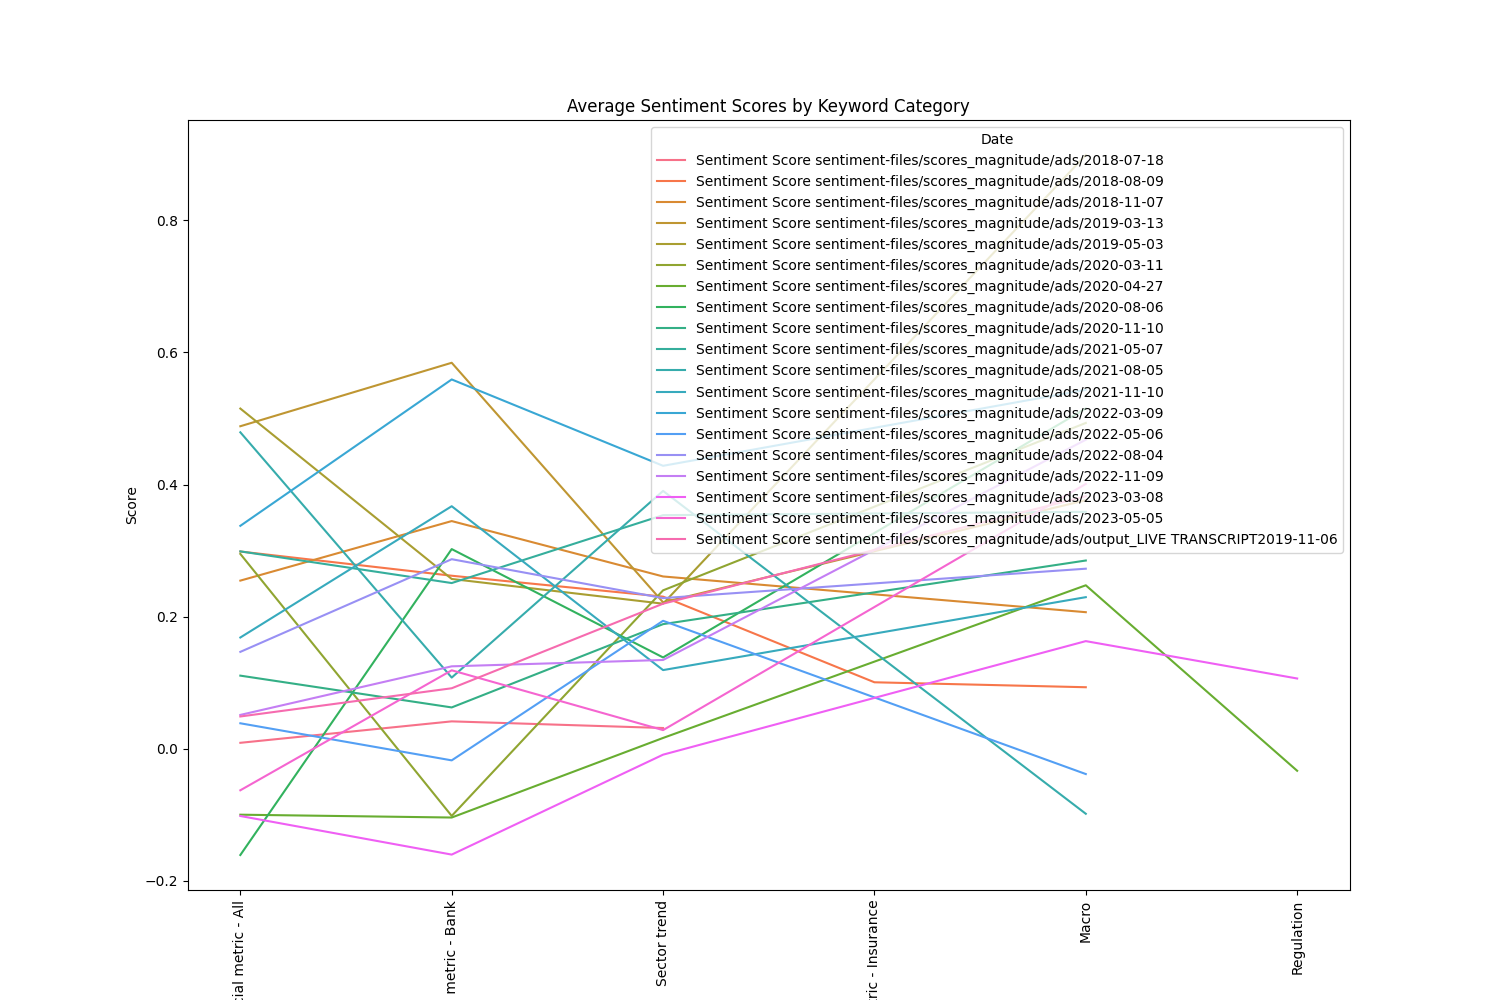 Average Sentiment Scores by Keyword Category
Date
Sentiment Score sentiment-files/scores_magnitude/ads/2018-07-18
Sentiment Score sentiment-files/scores_magnitude/ads/2018-08-09
Sentiment Score sentiment-files/scores_magnitude/ads/2018-11-07
Sentiment Score sentiment-files/scores_magnitude/ads/2019-03-13
Sentiment Score sentiment-files/scores_magnitude/ads/2019-05-03
Sentiment Score sentiment-files/scores_magnitude/ads/2020-03-11
Sentiment Score sentiment-files/scores_magnitude/ads/2020-04-27
Sentiment Score sentiment-files/scores_magnitude/ads/2020-08-06
Sentiment Score sentiment-files/scores_magnitude/ads/2020-11-10
Sentiment Score sentiment-files/scores_magnitude/ads/2021-05-07
Sentiment Score sentiment-files/scores_magnitude/ads/2021-08-05
Sentiment Score sentiment-files/scores_magnitude/ads/2021-11-10
Sentiment Score sentiment-files/scores_magnitude/ads/2022-03-09
Sentiment Score sentiment-files/scores_magnitude/ads/2022-05-06
Sentiment Score sentiment-files/scores_magnitude/ads/2022-08-04
Sentiment Score sentiment-files/scores_magnitude/ads/2022-11-09
Sentiment Score sentiment-files/scores_magnitude/ads/2023-03-08
Sentiment Score sentiment-files/scores_magnitude/ads/2023-05-05
Sentiment Score sentiment-files/scores_magnitude/ads/output_LIVE TRANSCRIPT2019-11-06
Score
0.8
0.6
0.4
0.2
0.0
−0.2
cial metric - All
metric - Bank
Sector trend
ric - Insurance
Macro
Regulation